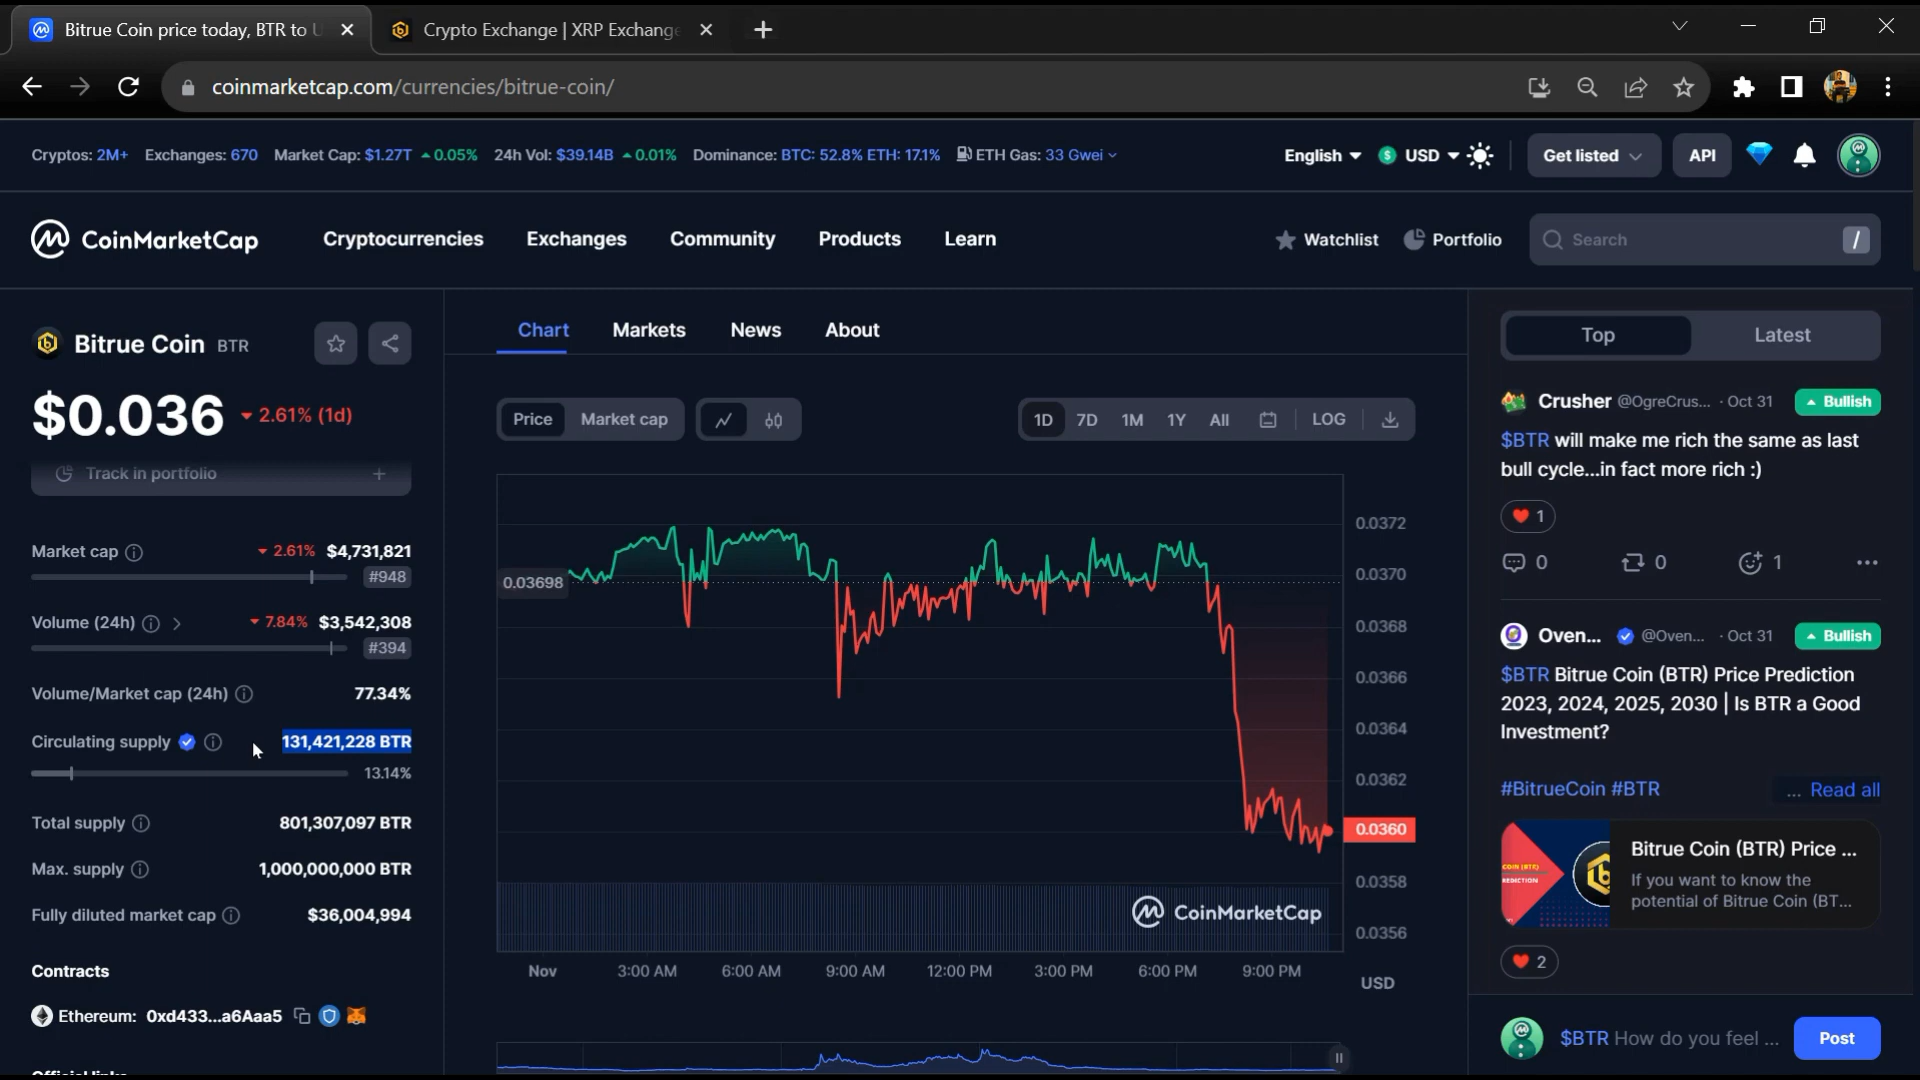 Bitrue Coin price today, BTR to U
Crypto Exchange | XRP Exchange
coinmarketcap.com/currencies/bitrue-coin/
Cryptos: 2M+ Exchanges: 670 Market Cap: $1.27T 0.05% 24h Vol: $39.14B 0.01% Dominance: BTC: 52.8% ETH: 17.1% ETH Gas: 33 Gwei
English USD Get listed API
CoinMarketCap
Cryptocurrencies Exchanges Community Products Learn
Watchlist Portfolio Search /
Bitrue Coin BTR
$0.036 2.61% (1d)
Track in portfolio +
Market cap 2.61% $4,731,821
#948
Volume (24h) > 7.84% $3,542,308
#394
Volume/Market cap (24h) 77.34%
Circulating supply 131,421,228 BTR
13.14%
Total supply 801,307,097 BTR
Max. supply 1,000,000,000 BTR
Fully diluted market cap $36,004,994
Contracts
Ethereum: 0xd433...a6Aaa5
Chart Markets News About
Price Market cap
1D 7D 1M 1Y All LOG
0.03698
0.0372
0.0370
0.0368
0.0366
0.0364
0.0362
0.0360
0.0358
0.0356
CoinMarketCap
Nov 3:00 AM 6:00 AM 9:00 AM 12:00 PM 3:00 PM 6:00 PM 9:00 PM
USD
Top Latest
Crusher @OgreCrus... · Oct 31 Bullish
$BTR will make me rich the same as last
bull cycle...in fact more rich :)
1
0 0 1
Oven... @Oven... · Oct 31 Bullish
$BTR Bitrue Coin (BTR) Price Prediction
2023, 2024, 2025, 2030 | Is BTR a Good
Investment?
#BitrueCoin #BTR ... Read all
Bitrue Coin (BTR) Price ...
If you want to know the
potential of Bitrue Coin (BT...
2
$BTR How do you feel ... Post